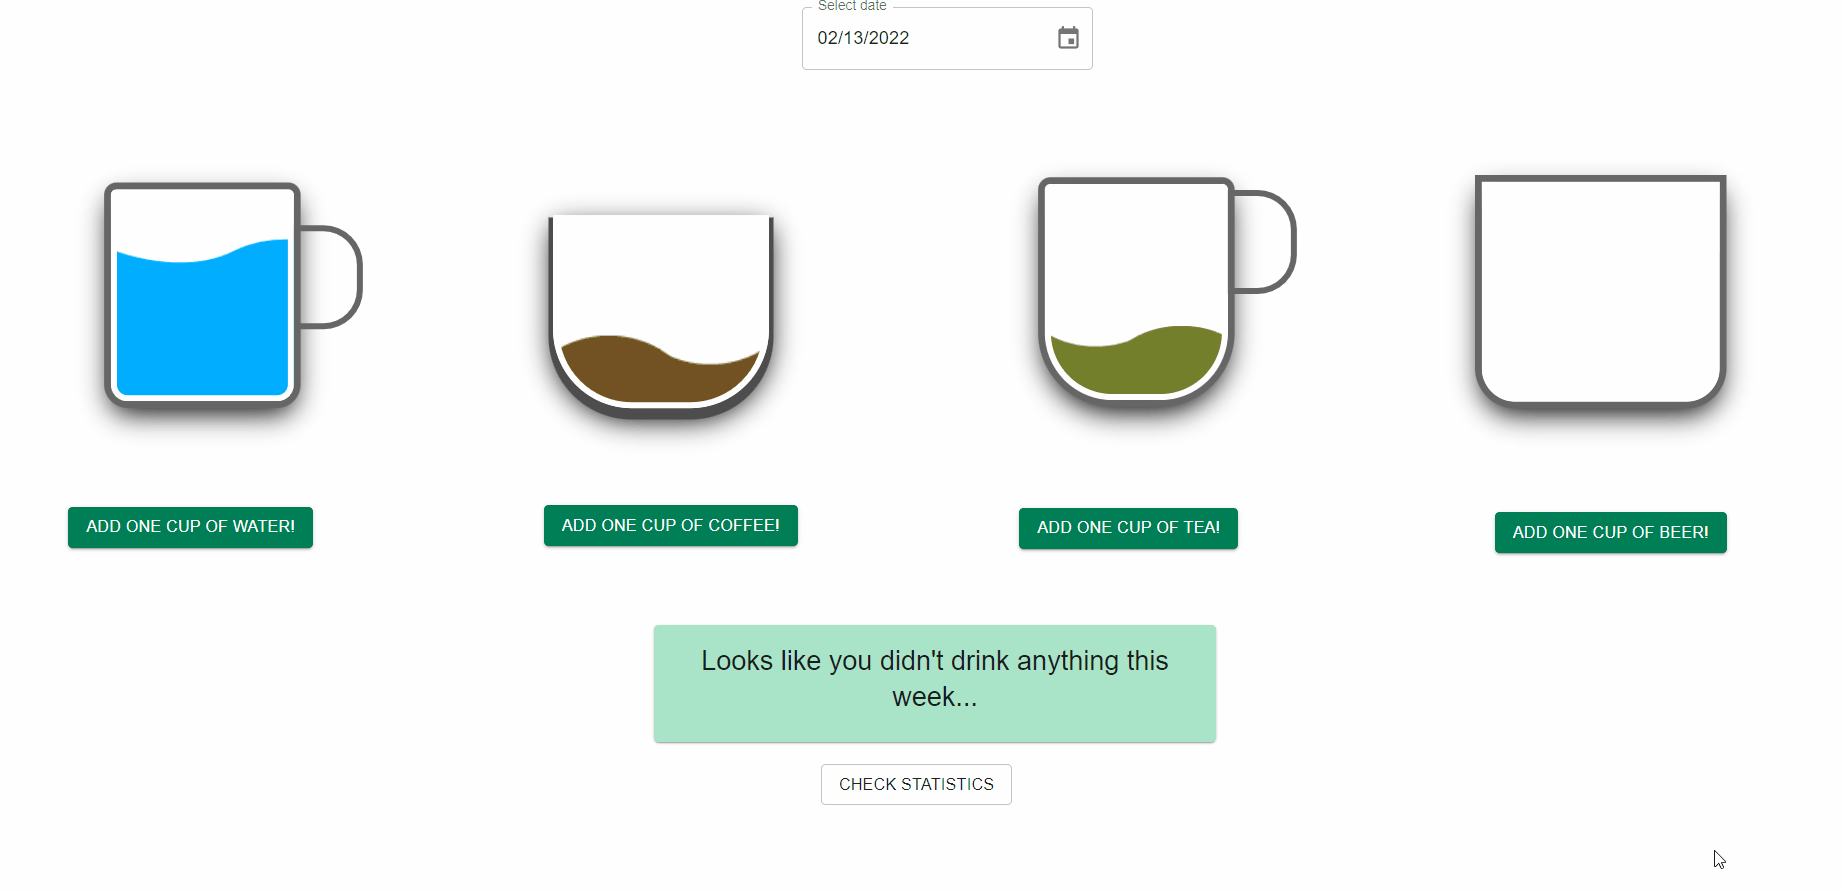 Select date
02/13/2022
ADD ONE CUP OF WATER!
ADD ONE CUP OF COFFEE!
ADD ONE CUP OF TEA!
ADD ONE CUP OF BEER!
Looks like you didn't drink anything this
week...
CHECK STATISTICS